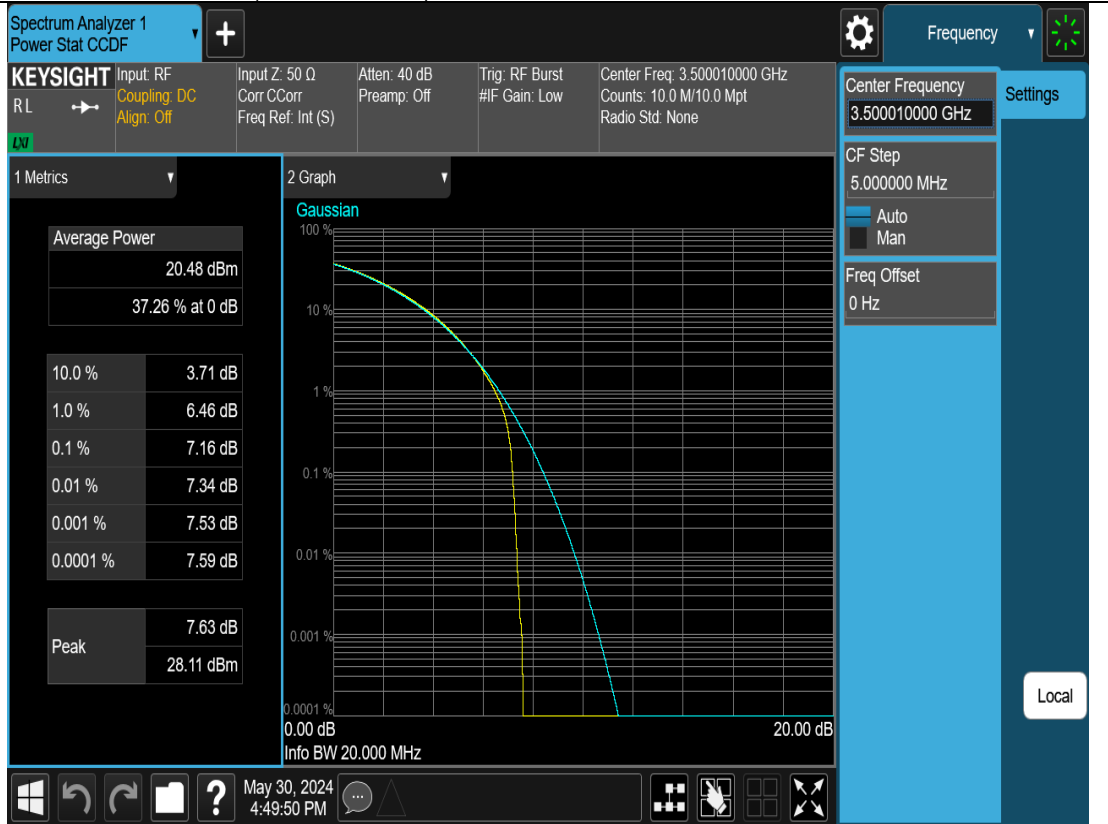 Spectrum Analyzer 1
Power Stat CCDF
+
Frequency
KEYSIGHT
RL
LXI
Input: RF
Coupling: DC
Align: Off
Input Z: 50 Ω
Corr CCorr
Freq Ref: Int (S)
Atten: 40 dB
Preamp: Off
Trig: RF Burst
#IF Gain: Low
Center Freq: 3.500010000 GHz
Counts: 10.0 M/10.0 Mpt
Radio Std: None
Center Frequency
3.500010000 GHz
Settings
CF Step
5.000000 MHz
Auto
Man
Freq Offset
0 Hz
1 Metrics
Average Power
20.48 dBm
37.26 % at 0 dB
10.0 % 3.71 dB
1.0 % 6.46 dB
0.1 % 7.16 dB
0.01 % 7.34 dB
0.001 % 7.53 dB
0.0001 % 7.59 dB
Peak
7.63 dB
28.11 dBm
2 Graph
Gaussian
100 %
10 %
1 %
0.1 %
0.01 %
0.001 %
0.0001 %
0.00 dB 20.00 dB
Info BW 20.000 MHz
Local
?
May 30, 2024
4:49:50 PM